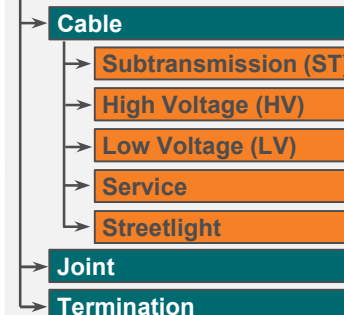 Cable
Subtransmission (ST)
High Voltage (HV)
Low Voltage (LV)
Service
Streetlight
Joint
Termination